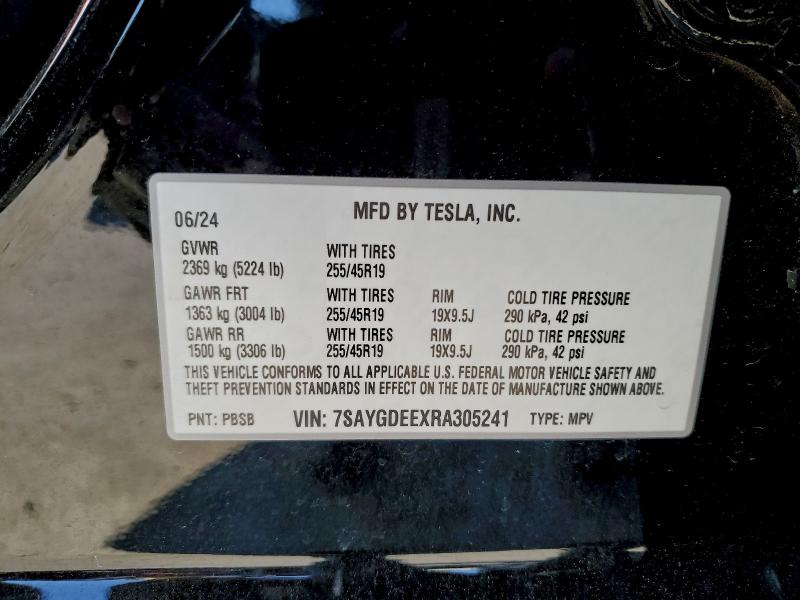 06/24 MFD BY TESLA, INC.
GVWR WITH TIRES
2369 kg (5224 lb) 255/45R19
GAWR FRT WITH TIRES RIM COLD TIRE PRESSURE
1363 kg (3004 lb) 255/45R19 19X9.5J 290 kPa, 42 psi
GAWR RR WITH TIRES RIM COLD TIRE PRESSURE
1500 kg (3306 lb) 255/45R19 19X9.5J 290 kPa, 42 psi
THIS VEHICLE CONFORMS TO ALL APPLICABLE U.S. FEDERAL MOTOR VEHICLE SAFETY AND
THEFT PREVENTION STANDARDS IN EFFECT ON THE DATE OF MANUFACTURE SHOWN ABOVE.
PNT: PBSB VIN: 7SAYGDEEXRA305241 TYPE: MPV